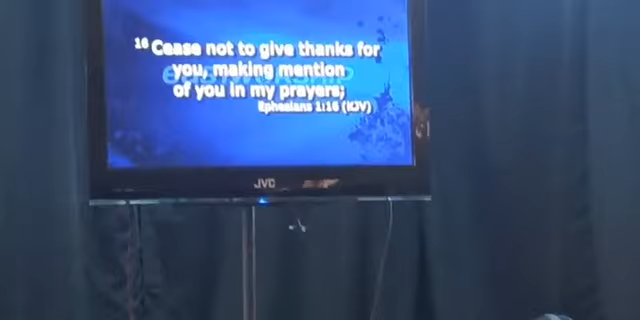 16 Cease not to give thanks for
you, making mention
of you in my prayers;
Ephesians 1:16 (KJV)
JVC